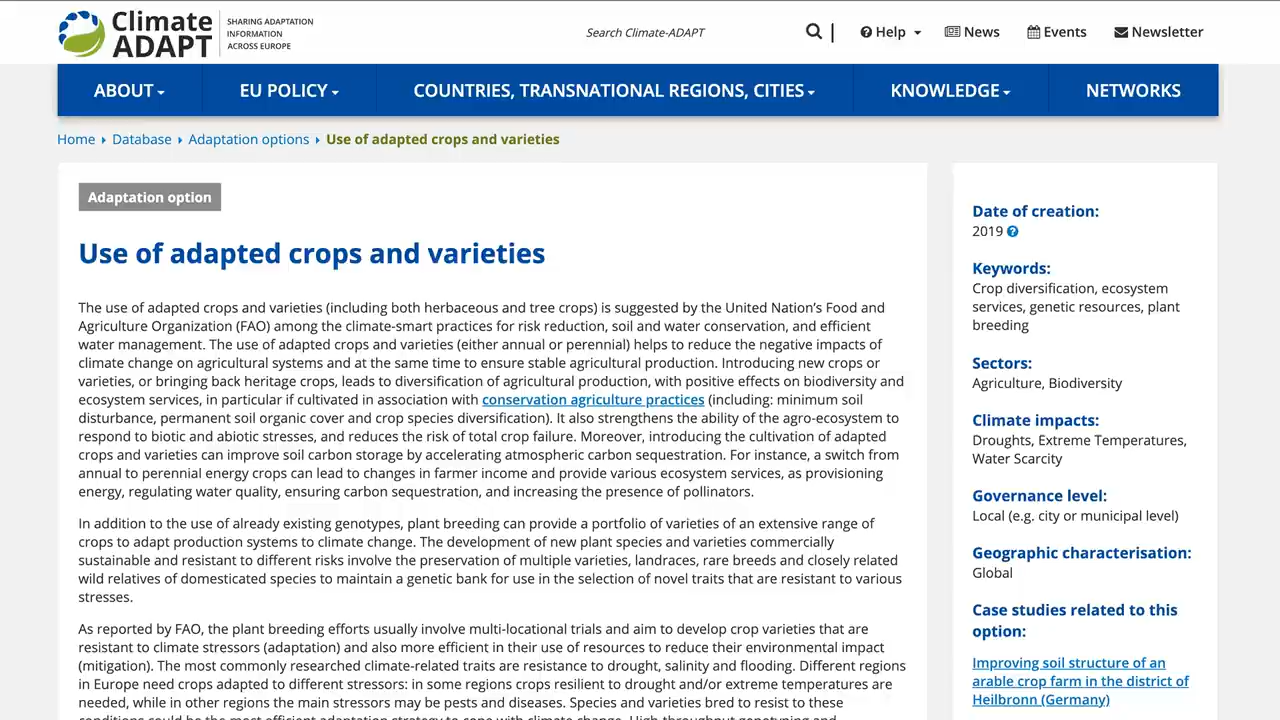 Climate
ADAPT
SHARING ADAPTATION
INFORMATION
ACROSS EUROPE
Search Climate-ADAPT
Help
News
Events
Newsletter
ABOUT
EU POLICY
COUNTRIES, TRANSNATIONAL REGIONS, CITIES
KNOWLEDGE
NETWORKS
Home
Database
Adaptation options
Use of adapted crops and varieties
Adaptation option
Use of adapted crops and varieties
The use of adapted crops and varieties (including both herbaceous and tree crops) is suggested by the United Nation’s Food and
Agriculture Organization (FAO) among the climate-smart practices for risk reduction, soil and water conservation, and efficient
water management. The use of adapted crops and varieties (either annual or perennial) helps to reduce the negative impacts of
climate change on agricultural systems and at the same time to ensure stable agricultural production. Introducing new crops or
varieties, or bringing back heritage crops, leads to diversification of agricultural production, with positive effects on biodiversity and
ecosystem services, in particular if cultivated in association with conservation agriculture practices (including: minimum soil
disturbance, permanent soil organic cover and crop species diversification). It also strengthens the ability of the agro-ecosystem to
respond to biotic and abiotic stresses, and reduces the risk of total crop failure. Moreover, introducing the cultivation of adapted
crops and varieties can improve soil carbon storage by accelerating atmospheric carbon sequestration. For instance, a switch from
annual to perennial energy crops can lead to changes in farmer income and provide various ecosystem services, as provisioning
energy, regulating water quality, ensuring carbon sequestration, and increasing the presence of pollinators.
In addition to the use of already existing genotypes, plant breeding can provide a portfolio of varieties of an extensive range of
crops to adapt production systems to climate change. The development of new plant species and varieties commercially
sustainable and resistant to different risks involve the preservation of multiple varieties, landraces, rare breeds and closely related
wild relatives of domesticated species to maintain a genetic bank for use in the selection of novel traits that are resistant to various
stresses.
As reported by FAO, the plant breeding efforts usually involve multi-locational trials and aim to develop crop varieties that are
resistant to climate stressors (adaptation) and also more efficient in their use of resources to reduce their environmental impact
(mitigation). The most commonly researched climate-related traits are resistance to drought, salinity and flooding. Different regions
in Europe need crops adapted to different stressors: in some regions crops resilient to drought and/or extreme temperatures are
needed, while in other regions the main stressors may be pests and diseases. Species and varieties bred to resist to these
conditions could be the most efficient adaptation strategy to cope with climate change. High-throughput genotyping and
Date of creation:
2019
Keywords:
Crop diversification, ecosystem
services, genetic resources, plant
breeding
Sectors:
Agriculture, Biodiversity
Climate impacts:
Droughts, Extreme Temperatures,
Water Scarcity
Governance level:
Local (e.g. city or municipal level)
Geographic characterisation:
Global
Case studies related to this
option:
Improving soil structure of an
arable crop farm in the district of
Heilbronn (Germany)